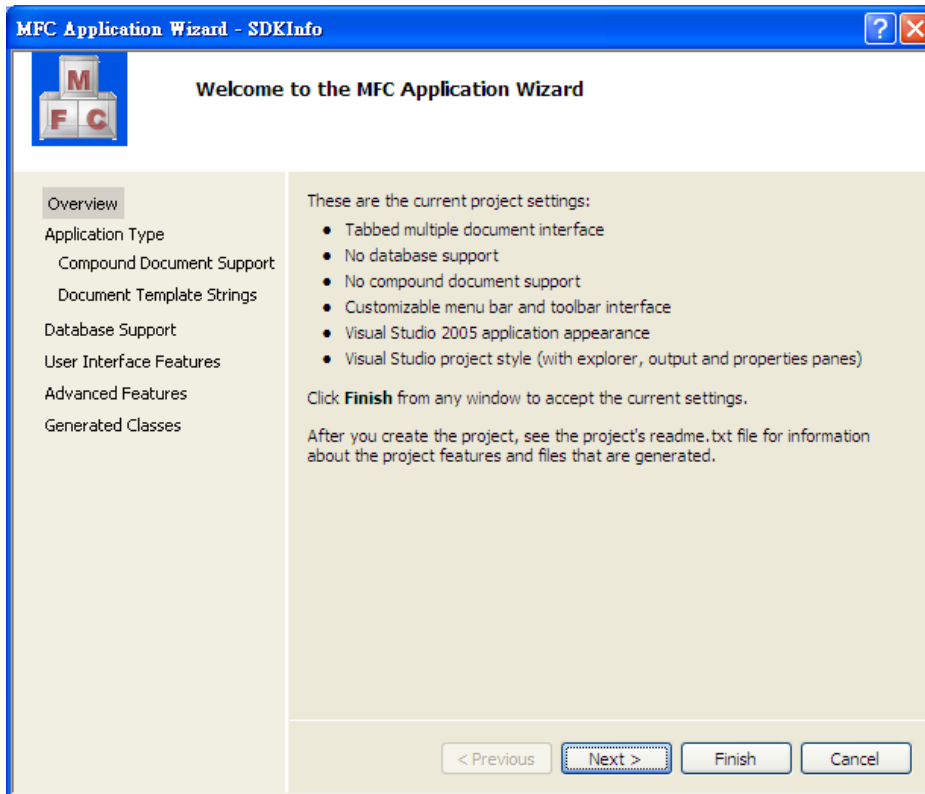 MFC Application Wizard - SDKInfo
M
F C
Welcome to the MFC Application Wizard
Overview
Application Type
Compound Document Support
Document Template Strings
Database Support
User Interface Features
Advanced Features
Generated Classes
These are the current project settings:
• Tabbed multiple document interface
• No database support
• No compound document support
• Customizable menu bar and toolbar interface
• Visual Studio 2005 application appearance
• Visual Studio project style (with explorer, output and properties panes)
Click Finish from any window to accept the current settings.
After you create the project, see the project's readme.txt file for information
about the project features and files that are generated.
< Previous
Next >
Finish
Cancel